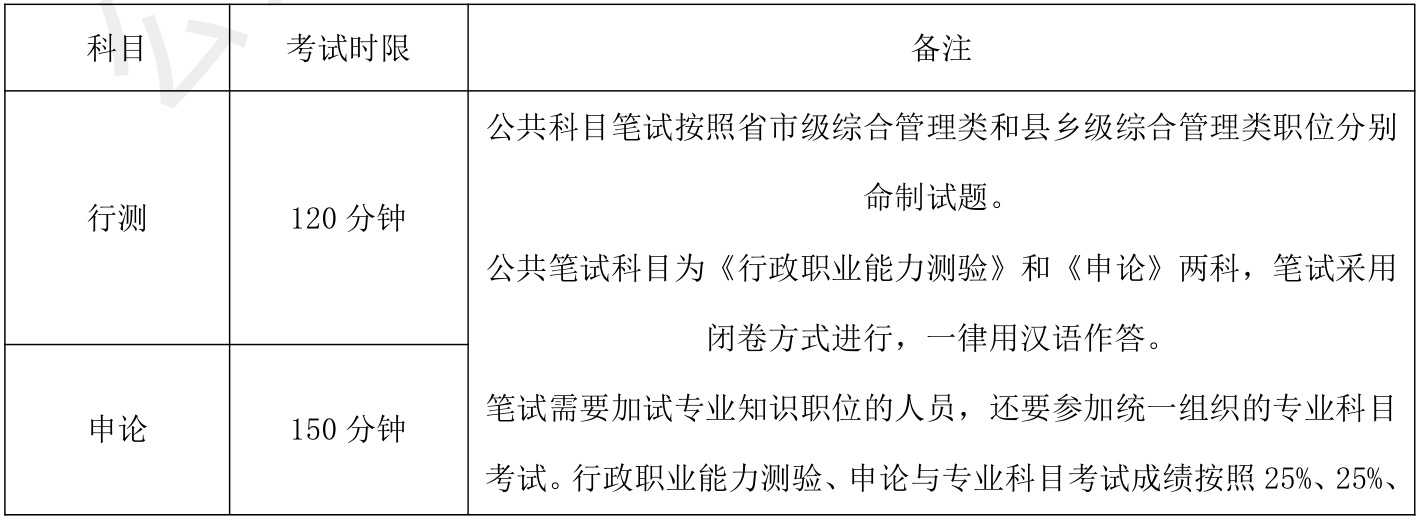 科目 考试时限 备注
公共科目笔试按照省市级综合管理类和县乡级综合管理类职位分别
命制试题。
行测 120 分钟
公共笔试科目为《行政职业能力测验》和《申论》两科，笔试采用
闭卷方式进行，一律用汉语作答。
笔试需要加试专业知识职位的人员，还要参加统一组织的专业科目
申论 150 分钟
考试。行政职业能力测验、申论与专业科目考试成绩按照 25%、25%、